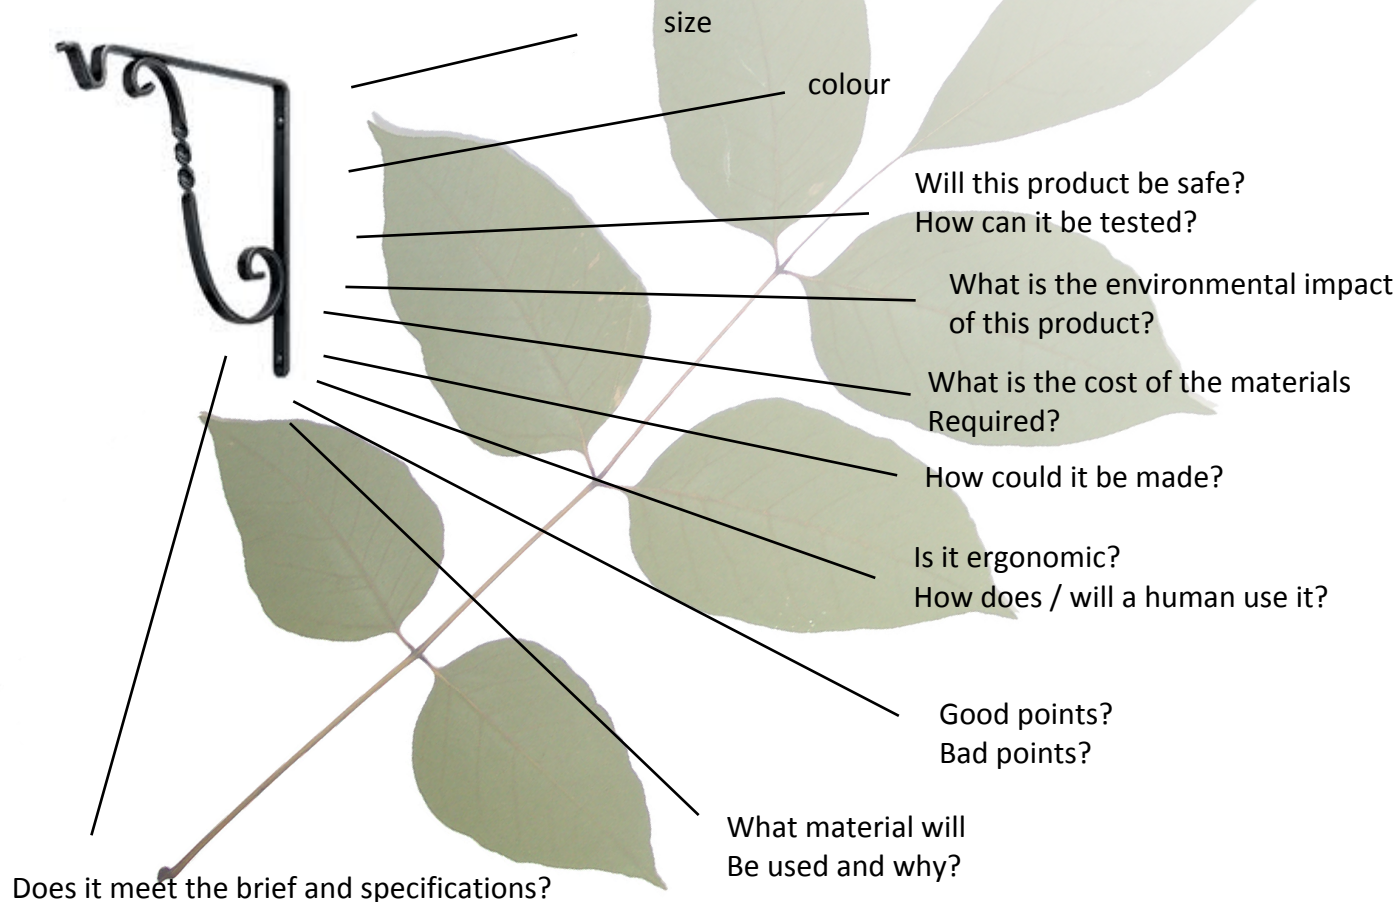 size
colour
Will this product be safe?
How can it be tested?
What is the environmental impact
of this product?
What is the cost of the materials
Required?
How could it be made?
Is it ergonomic?
How does / will a human use it?
Good points?
Bad points?
What material will
Be used and why?
Does it meet the brief and specifications?